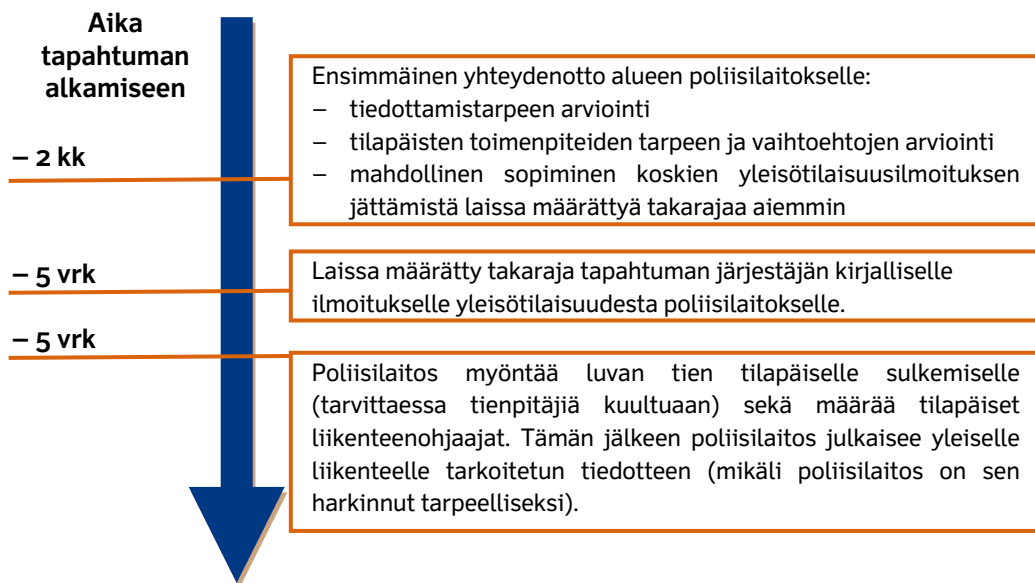 Aika
tapahtuman
alkamiseen
Ensimmäinen yhteydenotto alueen poliisilaitokselle:
– tiedottamistarpeen arviointi
– tilapäisten toimenpiteiden tarpeen ja vaihtoehtojen arviointi
– mahdollinen sopiminen koskien yleisötilaisuusilmoituksen
jättämistä laissa määrättyä takarajaa aiemmin
– 2 kk
– 5 vrk
Laissa määrätty takaraja tapahtuman järjestäjän kirjalliselle
ilmoitukselle yleisötilaisuudesta poliisilaitokselle.
– 5 vrk
Poliisilaitos myöntää luvan tien tilapäiselle sulkemiselle
(tarvittaessa tienpitäjiä kuultuaan) sekä määrää tilapäiset
liikenteenohjaajat. Tämän jälkeen poliisilaitos julkaisee yleiselle
liikenteelle tarkoitetun tiedotteen (mikäli poliisilaitos on sen
harkinnut tarpeelliseksi).